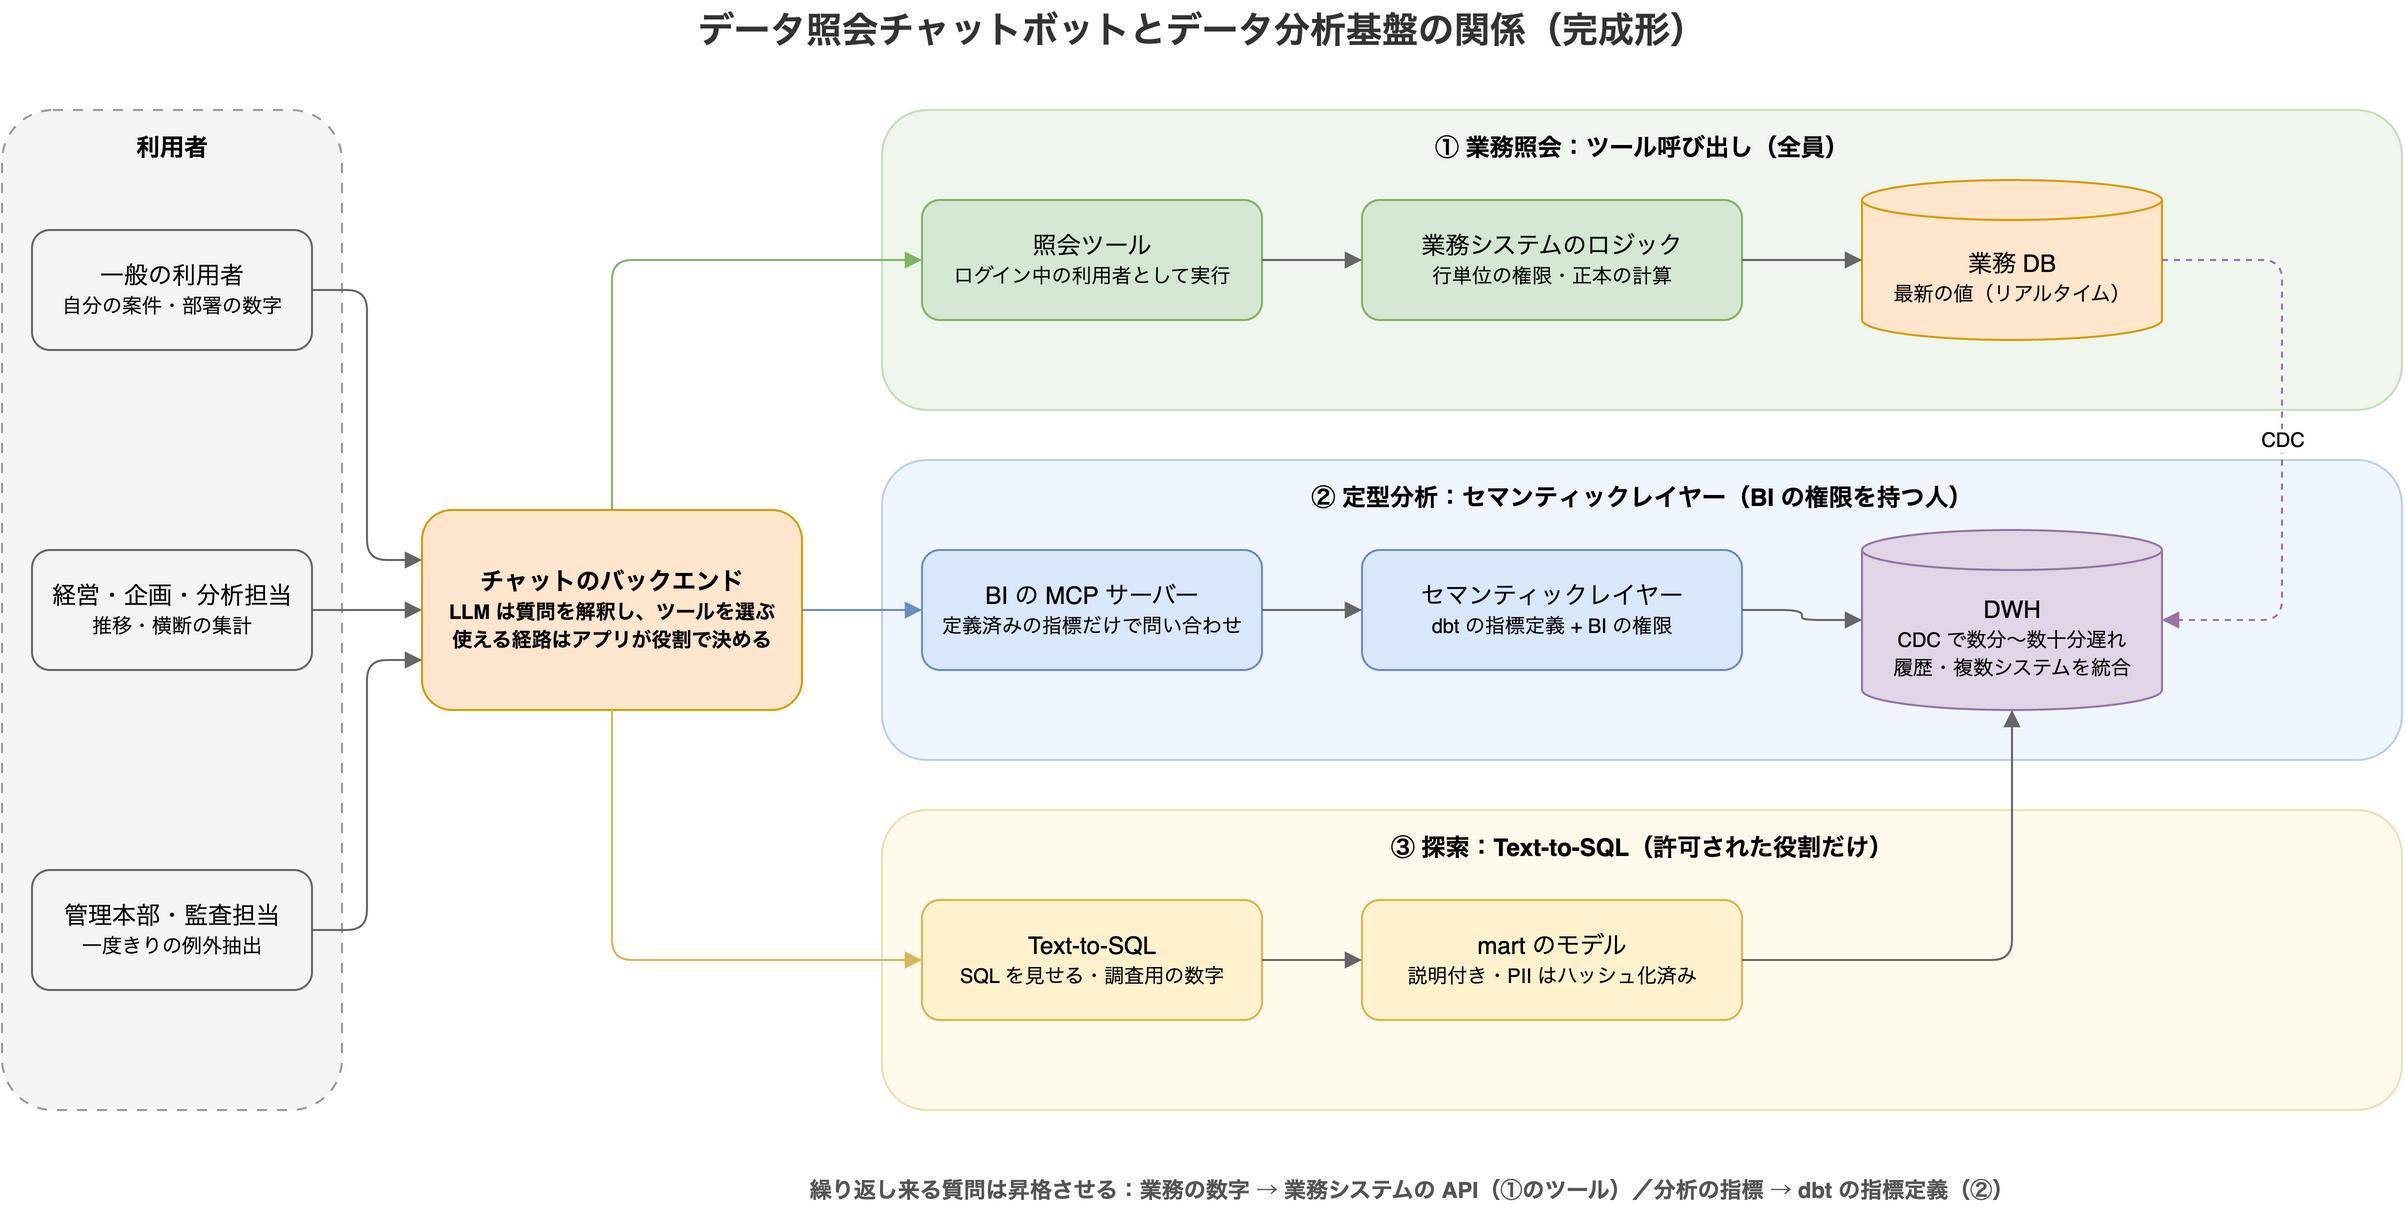 データ照会チャットボットとデータ分析基盤の関係（完成形）
利用者
一般の利用者
自分の案件・部署の数字
経営・企画・分析担当
推移・横断の集計
管理本部・監査担当
一度きりの例外抽出
チャットのバックエンド
LLM は質問を解釈し、ツールを選ぶ
使える経路はアプリが役割で決める
① 業務照会：ツール呼び出し（全員）
照会ツール
ログイン中の利用者として実行
業務システムのロジック
行単位の権限・正本の計算
業務 DB
最新の値（リアルタイム）
CDC
② 定型分析：セマンティックレイヤー（BI の権限を持つ人）
BI の MCP サーバー
定義済みの指標だけで問い合わせ
セマンティックレイヤー
dbt の指標定義 + BI の権限
DWH
CDC で数分〜数十分遅れ
履歴・複数システムを統合
③ 探索：Text-to-SQL（許可された役割だけ）
Text-to-SQL
SQL を見せる・調査用の数字
mart のモデル
説明付き・PII はハッシュ化済み
繰り返し来る質問は昇格させる：業務の数字 → 業務システムの API（①のツール）／分析の指標 → dbt の指標定義（②）